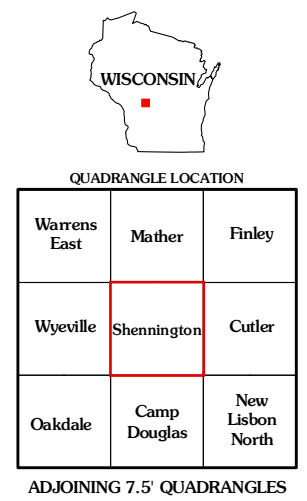 WISCONSIN
QUADRANGLE LOCATION
Warrens
East
Mather
Finley
Wyeville
Shennington
Cutler
Oakdale
Camp
Douglas
New
Lisbon
North
ADJOINING 7.5' QUADRANGLES